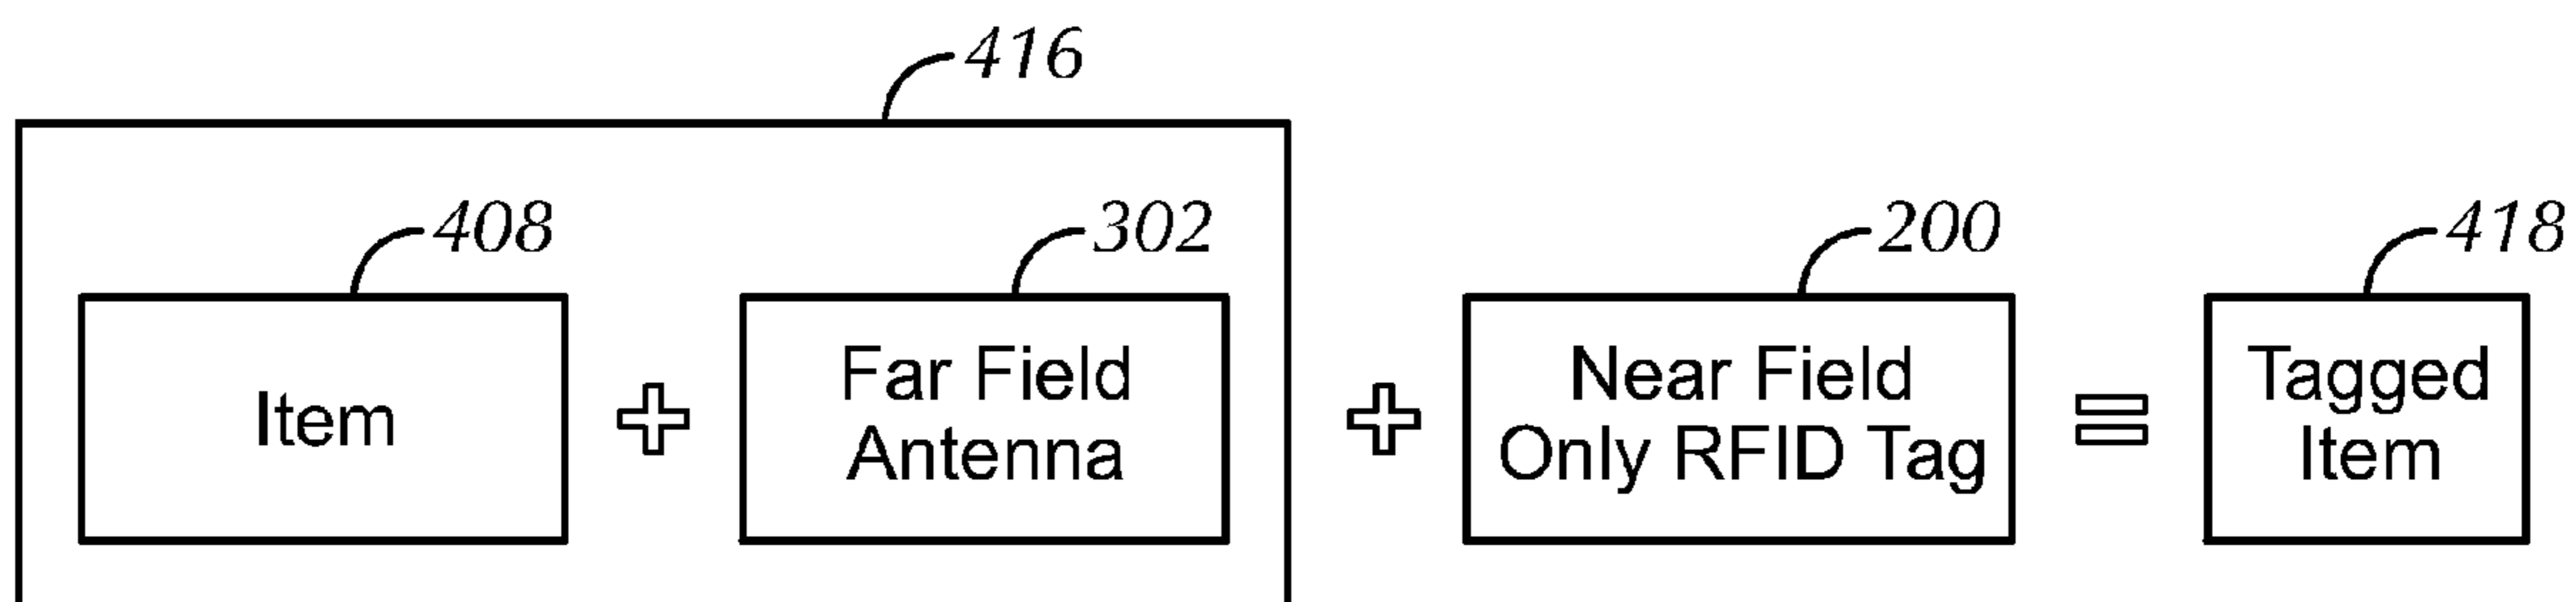 416
408
302
200
418
Item
+
Far Field
Antenna
+
Near Field
Only RFID Tag
=
Tagged
Item